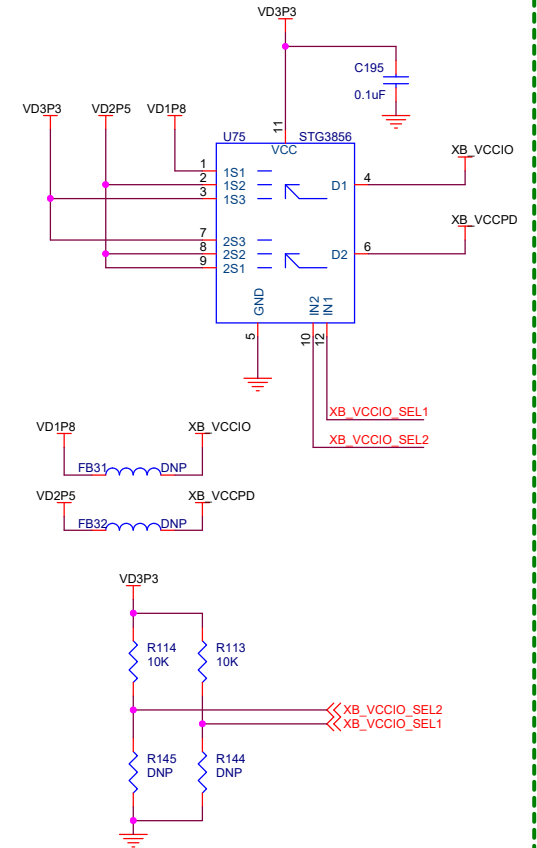 VD3P3
C195
0.1uF
VD3P3 VD2P5 VD1P8
11
U75 STG3856
VCC
XB_VCCIO
1 1S1
2 1S2
3 1S3
D1 4
XB_VCCPD
7 2S3
8 2S2
9 2S1
D2 6
GND IN2 IN1
5 10 12
XB_VCCIO_SEL1
XB_VCCIO_SEL2
VD1P8 XB_VCCIO
FB31 DNP
VD2P5 XB_VCCPD
FB32 DNP
VD3P3
R114 R113
10K 10K
XB_VCCIO_SEL2
XB_VCCIO_SEL1
R145 R144
DNP DNP